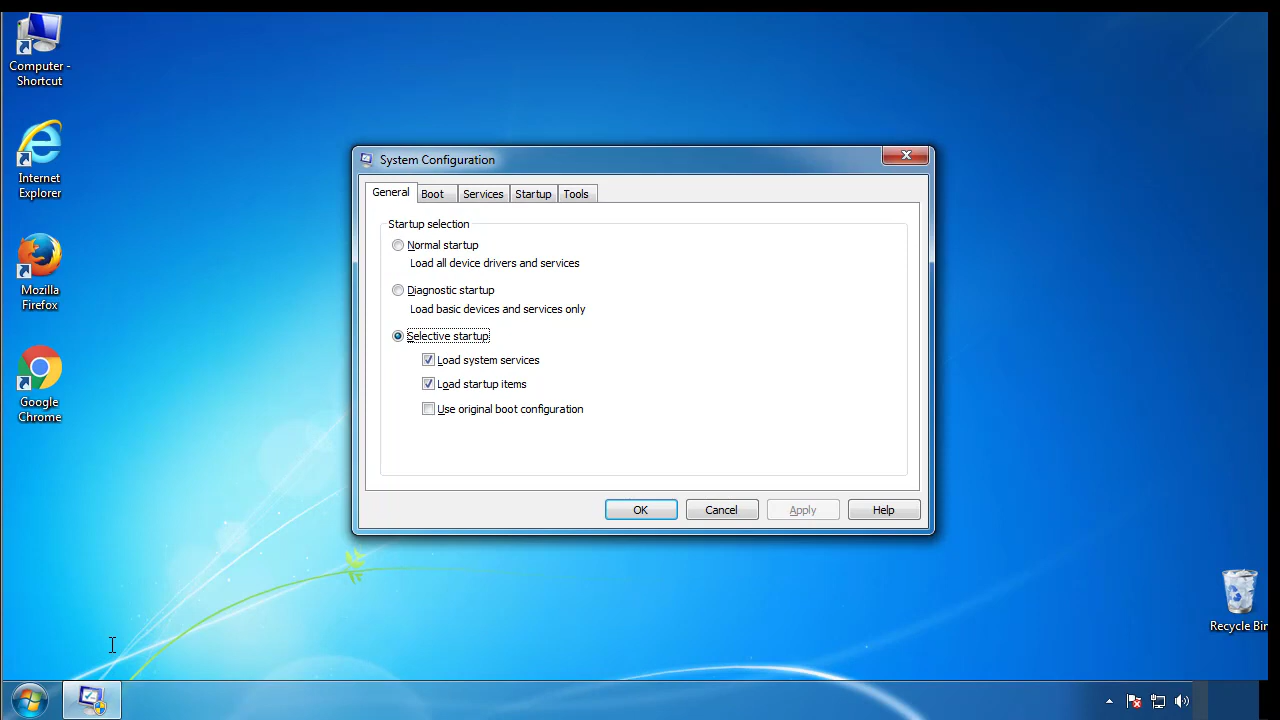 Computer -
Shortcut
Internet
Explorer
Mozilla
Firefox
Google
Chrome
System Configuration
General Boot Services Startup Tools
Startup selection
Normal startup
Load all device drivers and services
Diagnostic startup
Load basic devices and services only
Selective startup
Load system services
Load startup items
Use original boot configuration
OK Cancel Apply Help
Recycle Bin